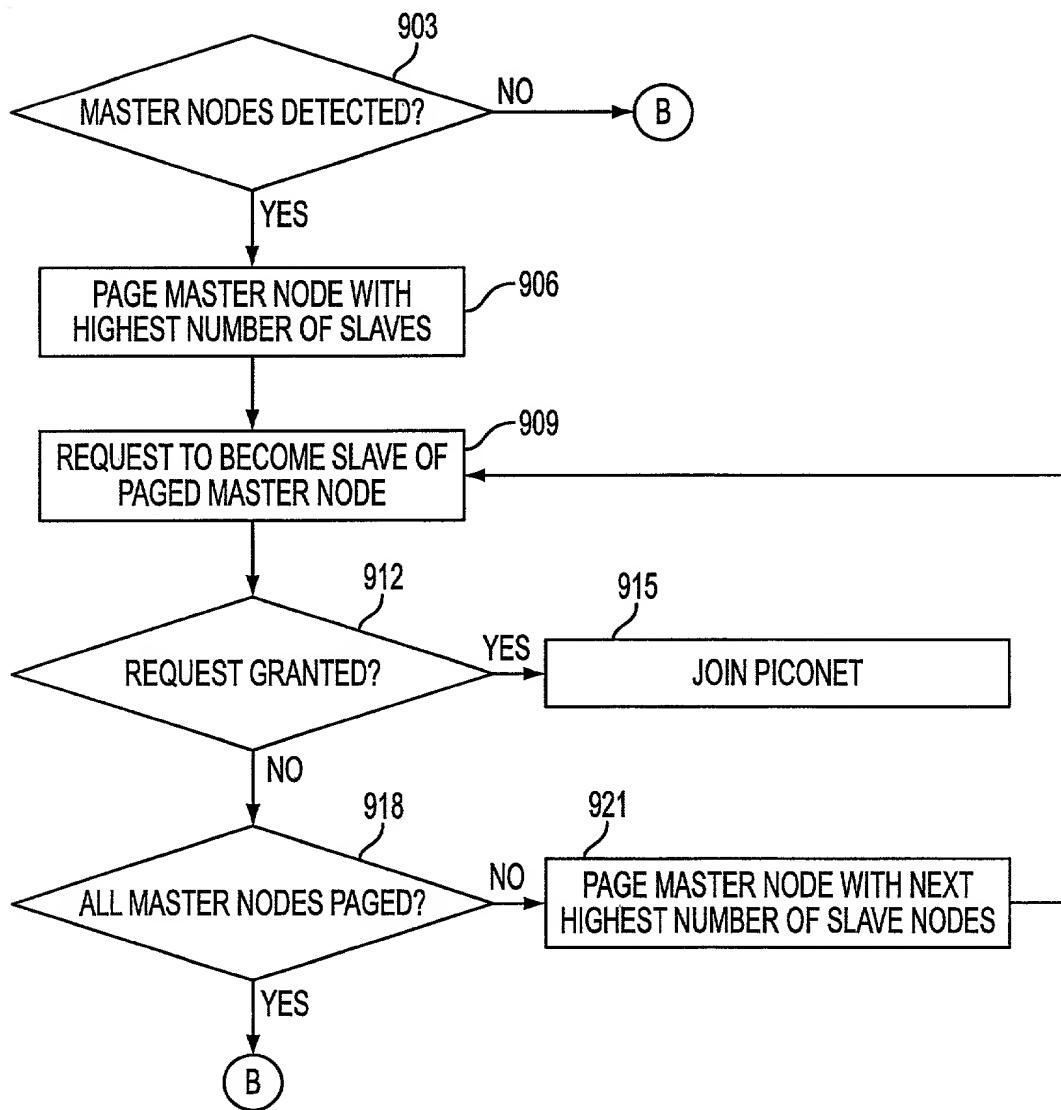 903
MASTER NODES DETECTED?
NO
B
YES
PAGE MASTER NODE WITH
HIGHEST NUMBER OF SLAVES
906
909
REQUEST TO BECOME SLAVE OF
PAGED MASTER NODE
912
REQUEST GRANTED?
YES
915
JOIN PICONET
NO
918
ALL MASTER NODES PAGED?
NO
921
PAGE MASTER NODE WITH NEXT
HIGHEST NUMBER OF SLAVE NODES
YES
B